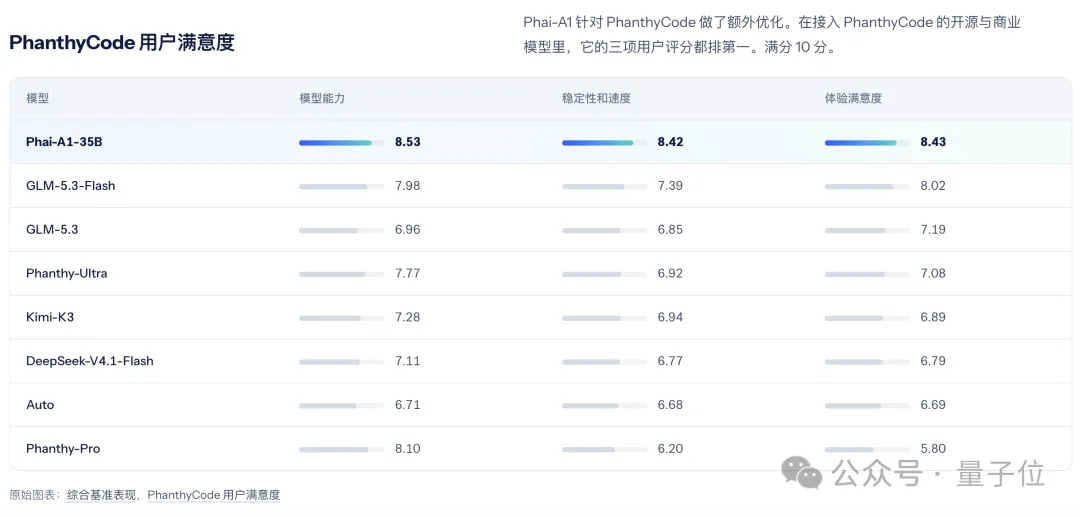 PhanthyCode 用户满意度
Phai-A1 针对 PhanthyCode 做了额外优化。在接入 PhanthyCode 的开源与商业
模型里，它的三项用户评分都排第一。满分 10 分。
模型 模型能力 稳定性和速度 体验满意度
Phai-A1-35B 8.53 8.42 8.43
GLM-5.3-Flash 7.98 7.39 8.02
GLM-5.3 6.96 6.85 7.19
Phanthy-Ultra 7.77 6.92 7.08
Kimi-K3 7.28 6.94 6.89
DeepSeek-V4.1-Flash 7.11 6.77 6.79
Auto 6.71 6.68 6.69
Phanthy-Pro 8.10 6.20 5.80
公众号 · 量子位
原始图表：综合基准表现，PhanthyCode 用户满意度